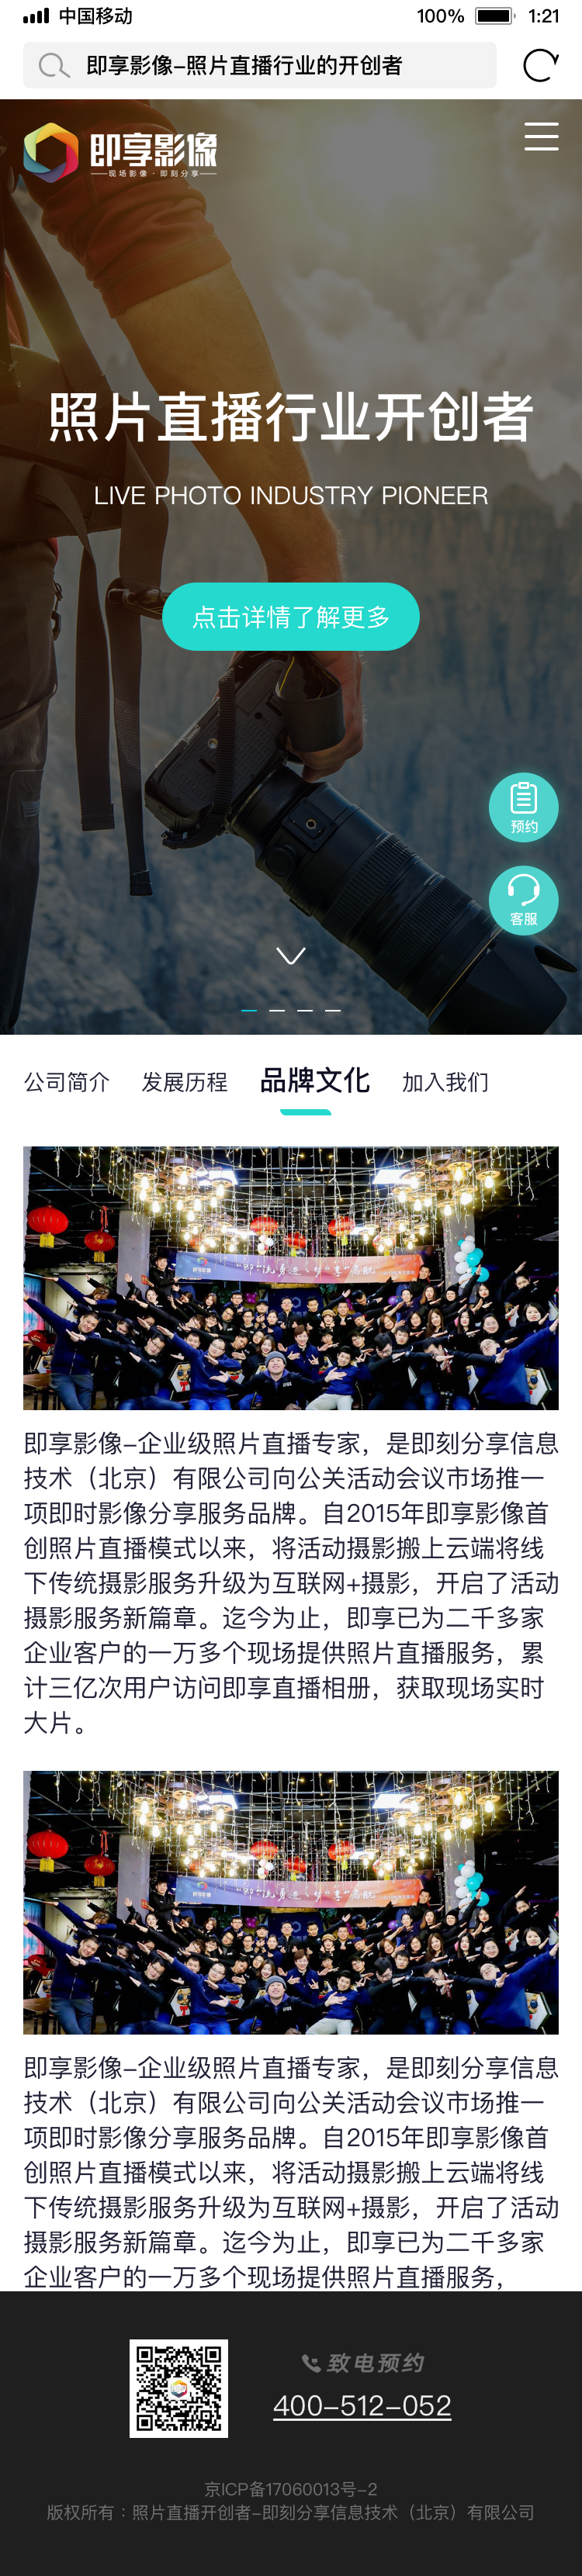 中国移动 100% 1:21
即享影像-照片直播行业的开创者
即享影像
现场影像·即刻分享
照片直播行业开创者
LIVE PHOTO INDUSTRY PIONEER
点击详情了解更多
预约
客服
公司简介 发展历程 品牌文化 加入我们
即享影像-企业级照片直播专家，是即刻分享信息
技术（北京）有限公司向公关活动会议市场推一
项即时影像分享服务品牌。自2015年即享影像首
创照片直播模式以来，将活动摄影搬上云端将线
下传统摄影服务升级为互联网+摄影，开启了活动
摄影服务新篇章。迄今为止，即享已为二千多家
企业客户的一万多个现场提供照片直播服务，累
计三亿次用户访问即享直播相册，获取现场实时
大片。
即享影像-企业级照片直播专家，是即刻分享信息
技术（北京）有限公司向公关活动会议市场推一
项即时影像分享服务品牌。自2015年即享影像首
创照片直播模式以来，将活动摄影搬上云端将线
下传统摄影服务升级为互联网+摄影，开启了活动
摄影服务新篇章。迄今为止，即享已为二千多家
企业客户的一万多个现场提供照片直播服务，
致电预约
400-512-052
京ICP备17060013号-2
版权所有：照片直播开创者-即刻分享信息技术（北京）有限公司